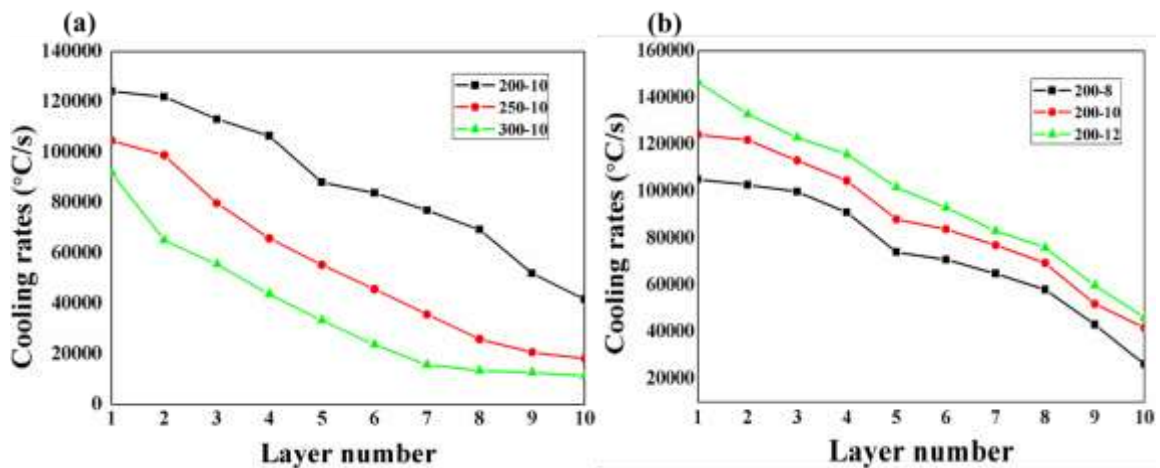 (a)
Cooling rates (°C/s)
140000
120000
100000
80000
60000
40000
20000
0
200-10
250-10
300-10
1 2 3 4 5 6 7 8 9 10
Layer number
(b)
Cooling rates (°C/s)
160000
140000
120000
100000
80000
60000
40000
20000
200-8
200-10
200-12
1 2 3 4 5 6 7 8 9 10
Layer number